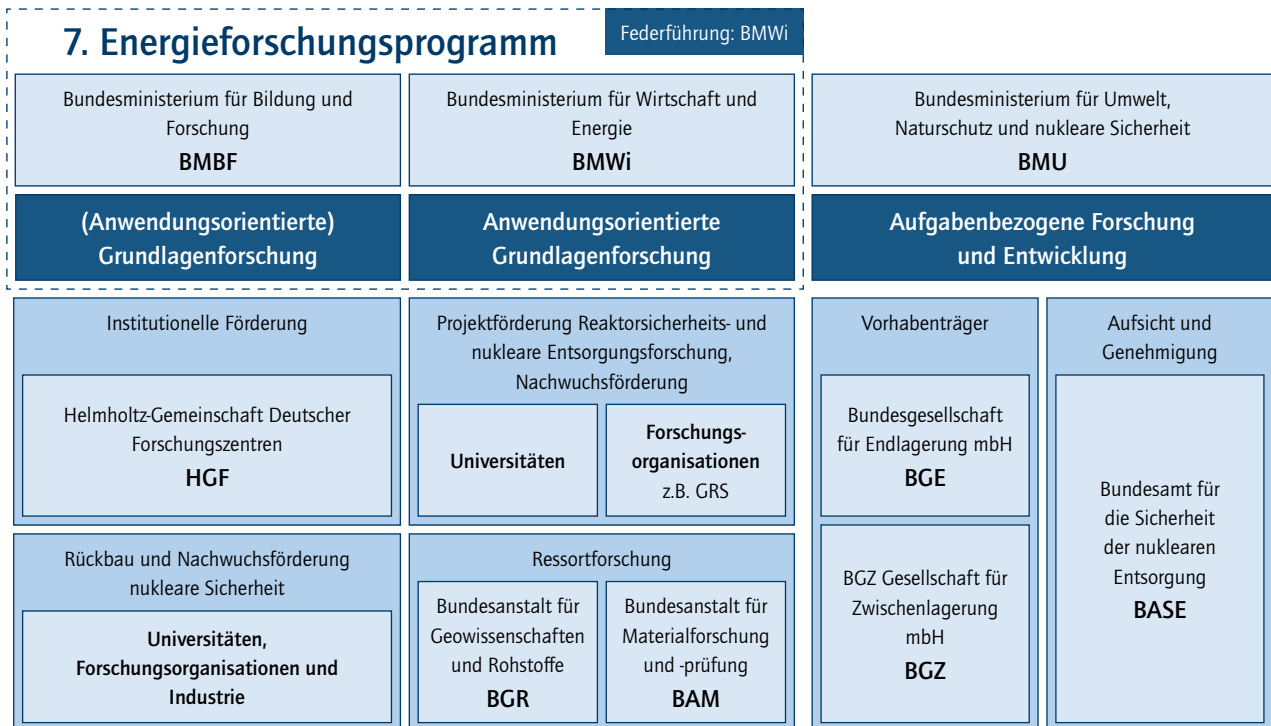 7. Energieforschungsprogramm
Federführung: BMWi
Bundesministerium für Bildung und
Forschung
BMBF
Bundesministerium für Wirtschaft und
Energie
BMWi
Bundesministerium für Umwelt,
Naturschutz und nukleare Sicherheit
BMU
(Anwendungsorientierte)
Grundlagenforschung
Anwendungsorientierte
Grundlagenforschung
Aufgabenbezogene Forschung
und Entwicklung
Institutionelle Förderung
Helmholtz-Gemeinschaft Deutscher
Forschungszentren
HGF
Rückbau und Nachwuchsförderung
nukleare Sicherheit
Universitäten,
Forschungsorganisationen und
Industrie
Projektförderung Reaktorsicherheits- und
nukleare Entsorgungsforschung,
Nachwuchsförderung
Universitäten
Forschungs-
organisationen
z.B. GRS
Ressortforschung
Bundesanstalt für
Geowissenschaften
und Rohstoffe
BGR
Bundesanstalt für
Materialforschung
und -prüfung
BAM
Vorhabenträger
Bundesgesellschaft
für Endlagerung mbH
BGE
BGZ Gesellschaft für
Zwischenlagerung
mbH
BGZ
Aufsicht und
Genehmigung
Bundesamt für
die Sicherheit
der nuklearen
Entsorgung
BASE